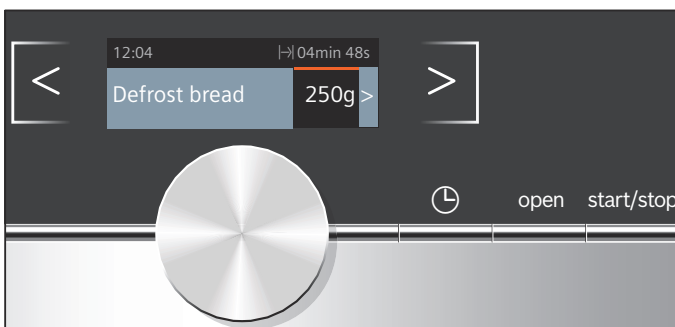 12:04 04min 48s
Defrost bread 250g >
< >
open start/stop